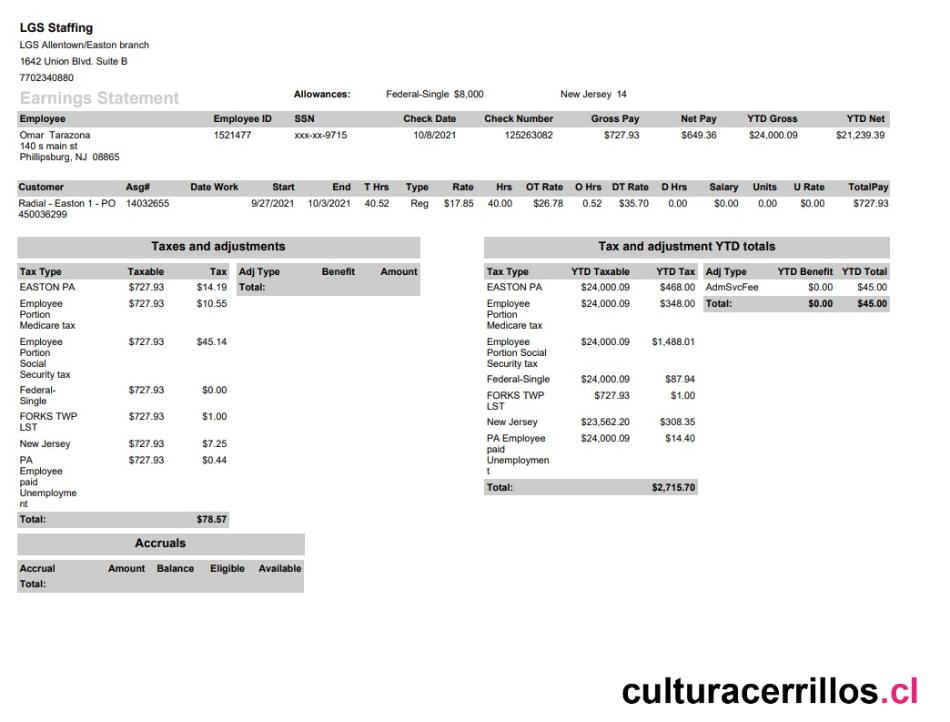 LGS Staffing
LGS Allentown/Easton branch
1642 Union Blvd. Suite B
7702340880
Earnings Statement Allowances: Federal-Single $8,000 New Jersey 14
Employee Employee ID SSN Check Date Check Number Gross Pay Net Pay YTD Gross YTD Net
Omar Tarazona 1521477 xxx-xx-9715 10/8/2021 125263082 $727.93 $649.36 $24,000.09 $21,239.39
140 s main st
Phillipsburg, NJ 08865
Customer Asg# Date Work Start End T Hrs Type Rate Hrs OT Rate O Hrs DT Rate D Hrs Salary Units U Rate TotalPay
Radial - Easton 1 - PO 14032655 9/27/2021 10/3/2021 40.52 Reg $17.85 40.00 $26.78 0.52 $35.70 0.00 $0.00 0.00 $0.00 $727.93
450036299
Taxes and adjustments
Tax Type Taxable Tax Adj Type Benefit Amount
EASTON PA $727.93 $14.19 Total:
Employee $727.93 $10.55
Portion
Medicare tax
Employee $727.93 $45.14
Portion
Social
Security tax
Federal- $727.93 $0.00
Single
FORKS TWP $727.93 $1.00
LST
New Jersey $727.93 $7.25
PA $727.93 $0.44
Employee
paid
Unemployme
nt
Total: $78.57
Tax and adjustment YTD totals
Tax Type YTD Taxable YTD Tax Adj Type YTD Benefit YTD Total
EASTON PA $24,000.09 $468.00 AdmSvcFee $0.00 $45.00
Employee $24,000.09 $348.00 Total: $0.00 $45.00
Portion
Medicare tax
Employee $24,000.09 $1,488.01
Portion Social
Security tax
Federal-Single $24,000.09 $87.94
FORKS TWP $727.93 $1.00
LST
New Jersey $23,562.20 $308.35
PA Employee $24,000.09 $14.40
paid
Unemploymen
t
Total: $2,715.70
Accruals
Accrual Amount Balance Eligible Available
Total:
culturacerrillos.cl